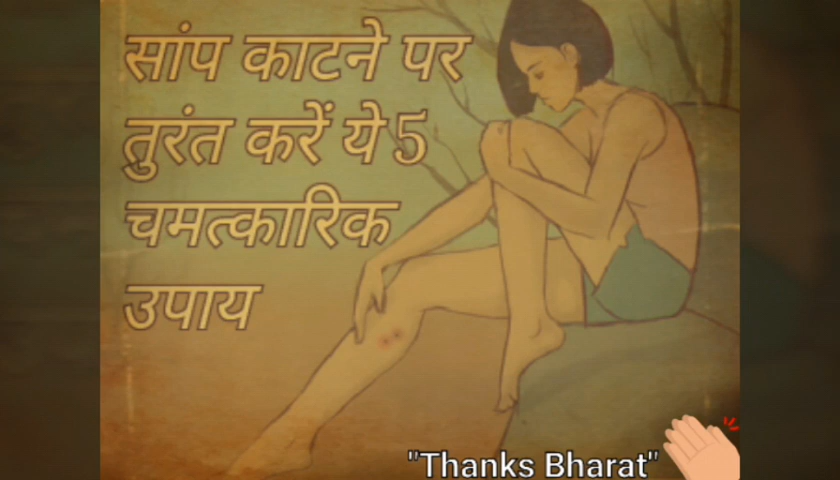 सांप काटने पर
तुरंत करें ये 5
चमत्कारिक
उपाय
"Thanks Bharat"